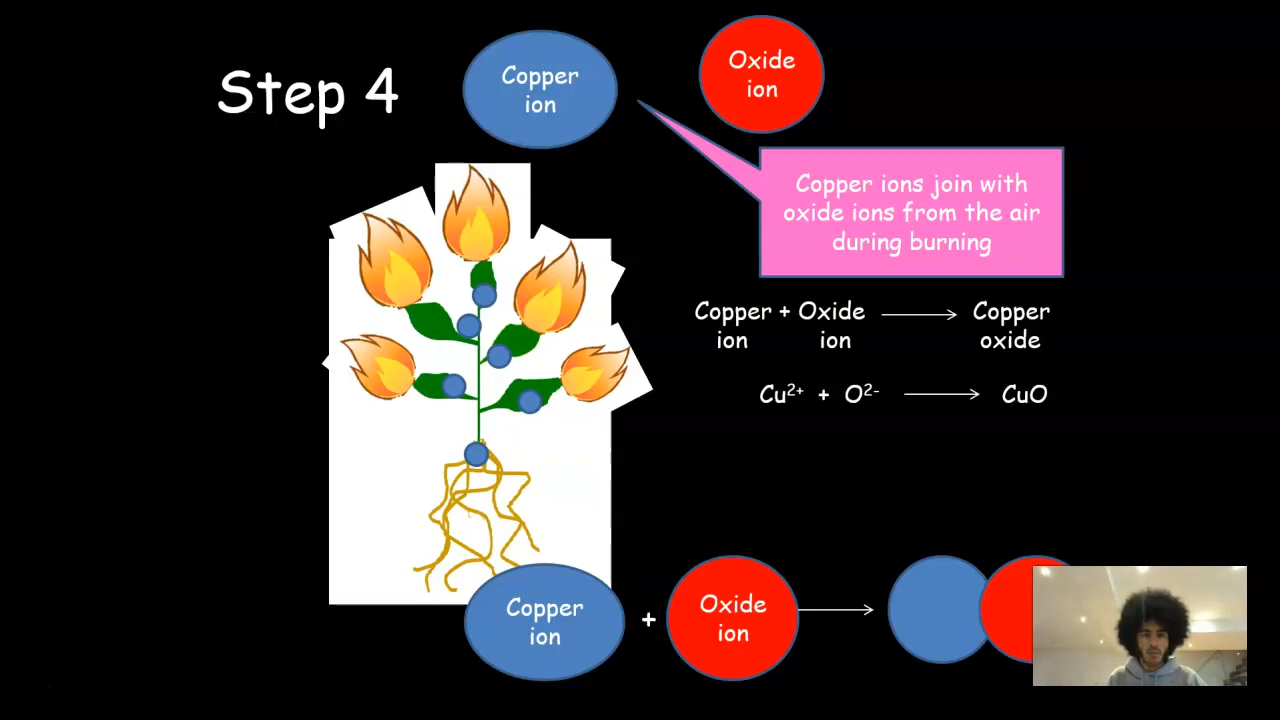 Step 4
Copper
ion
Oxide
ion
Copper ions join with
oxide ions from the air
during burning
Copper + Oxide ⟶ Copper
ion ion oxide
Cu²⁺ + O²⁻ ⟶ CuO
Copper
ion
+
Oxide
ion